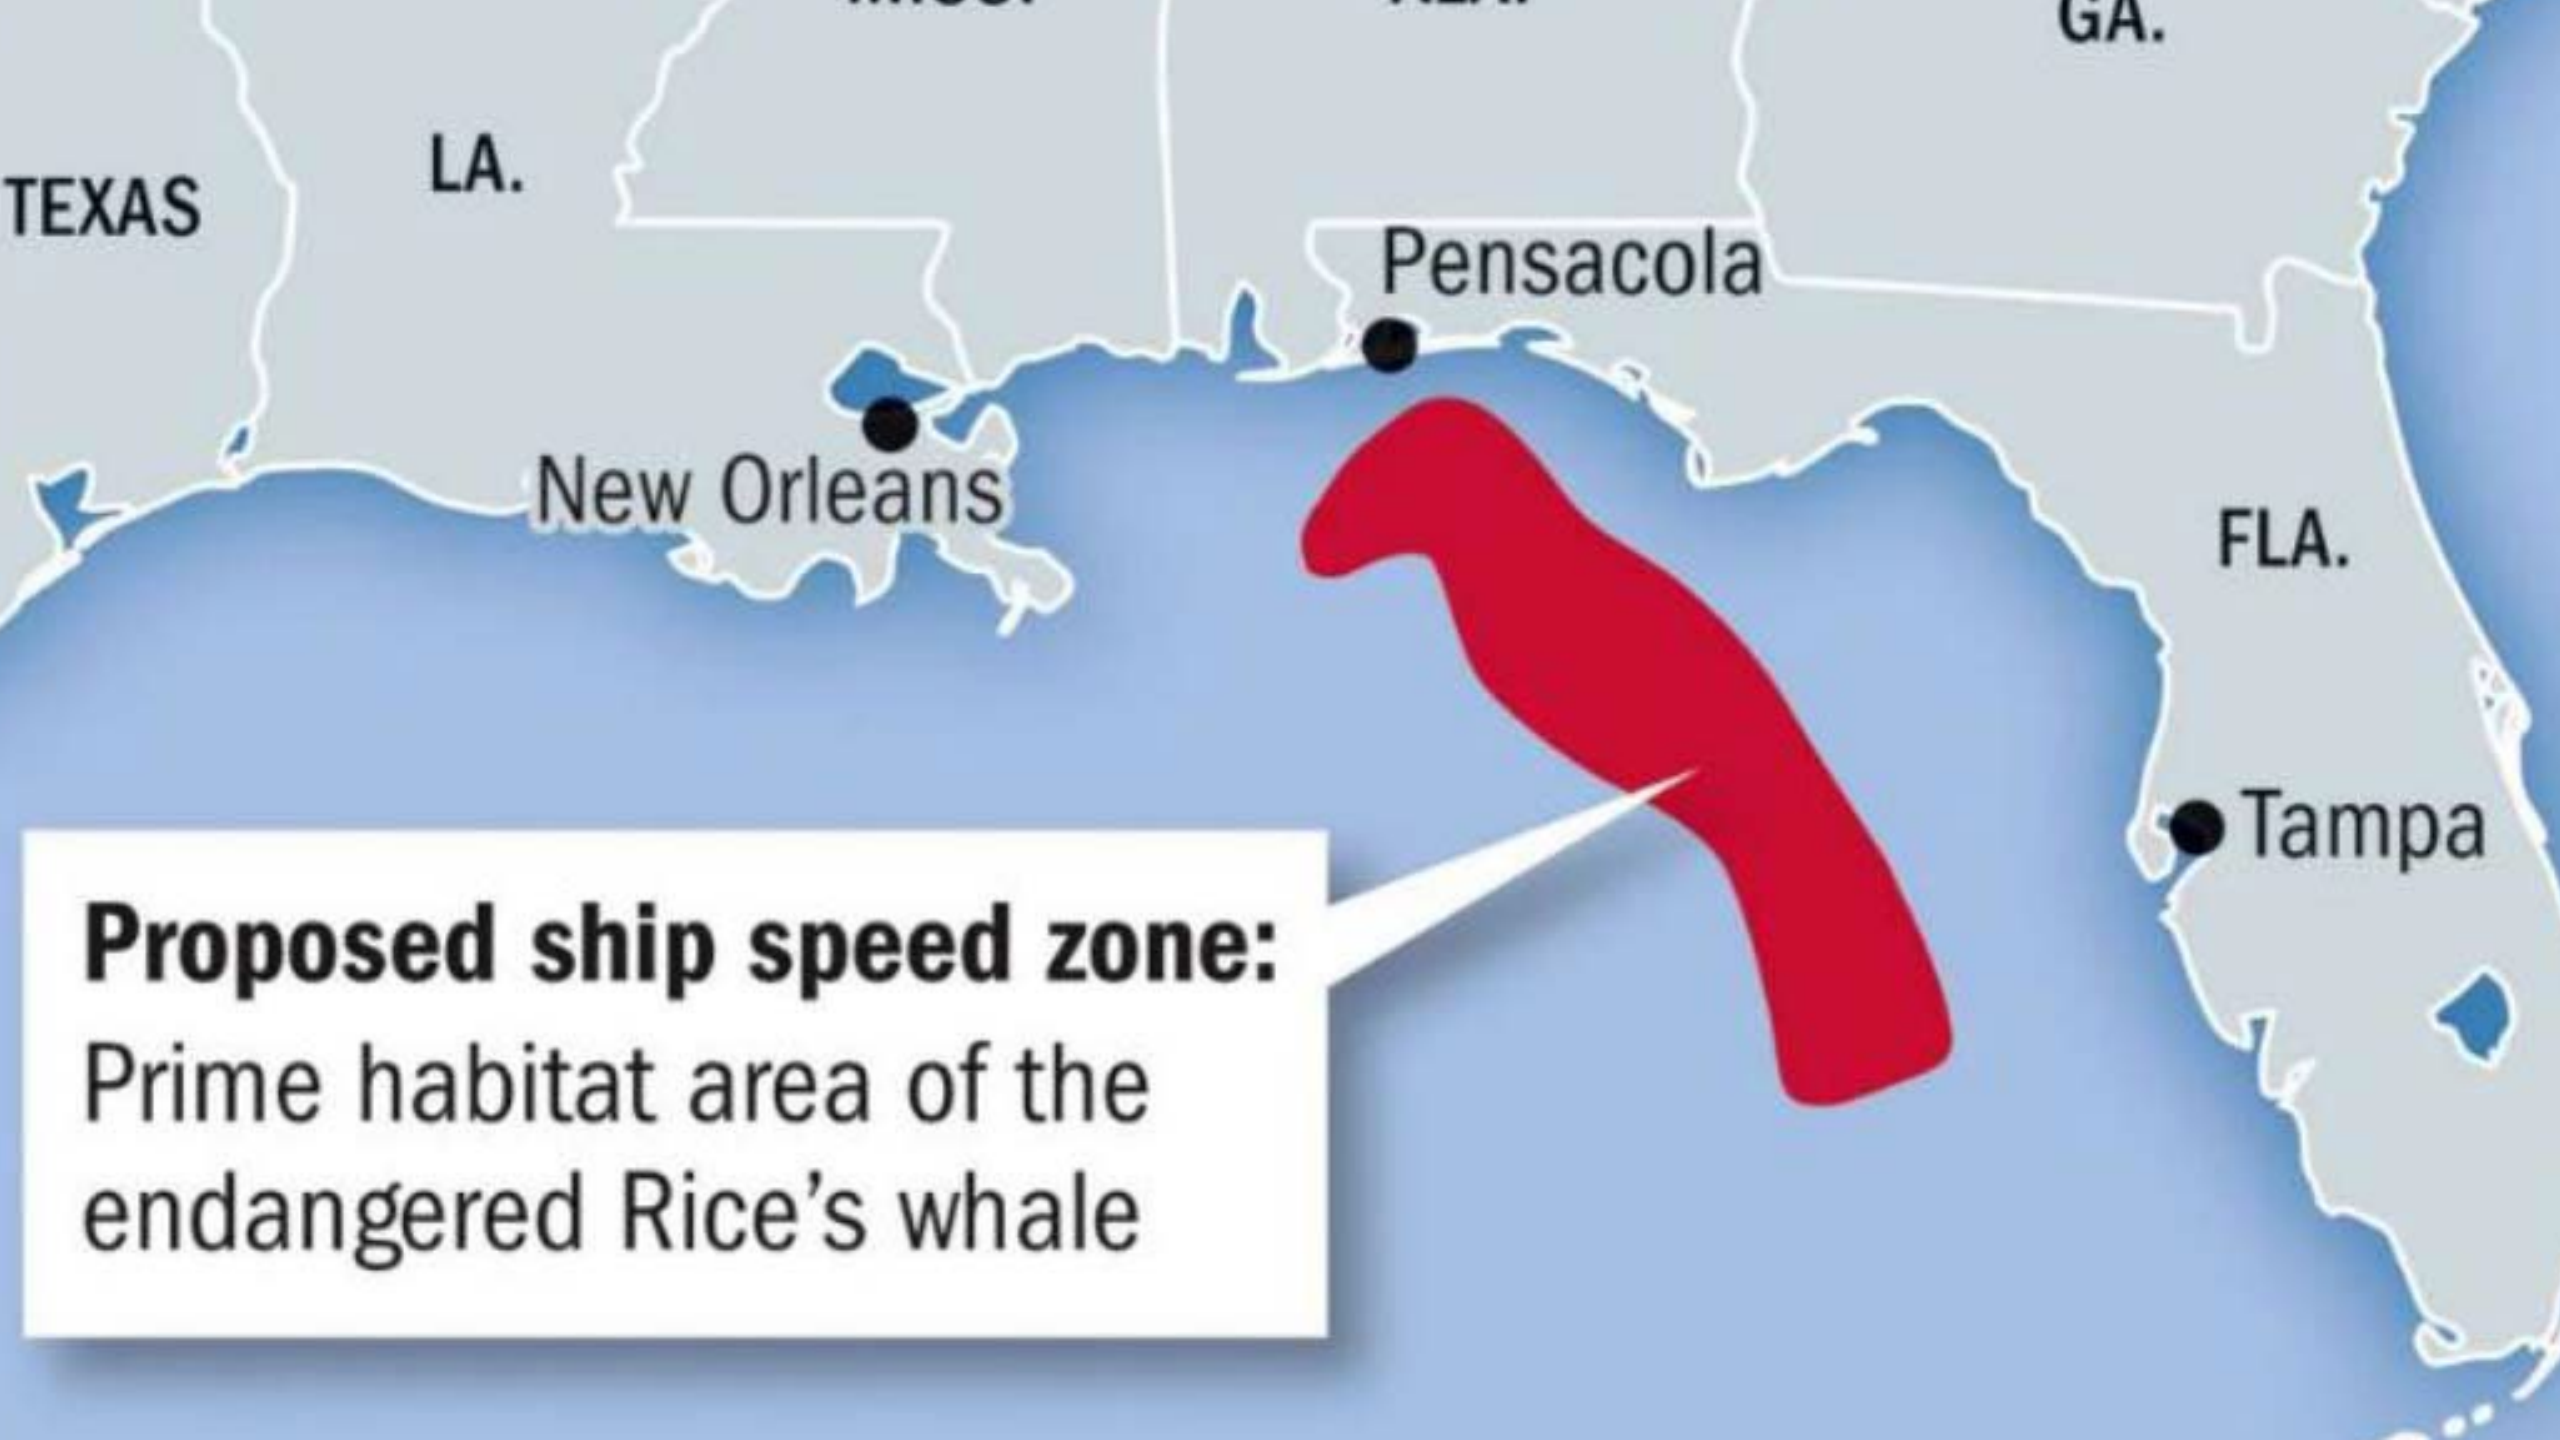 GA.
LA.
TEXAS
Pensacola
New Orleans
FLA.
Tampa
Proposed ship speed zone:
Prime habitat area of the
endangered Rice’s whale